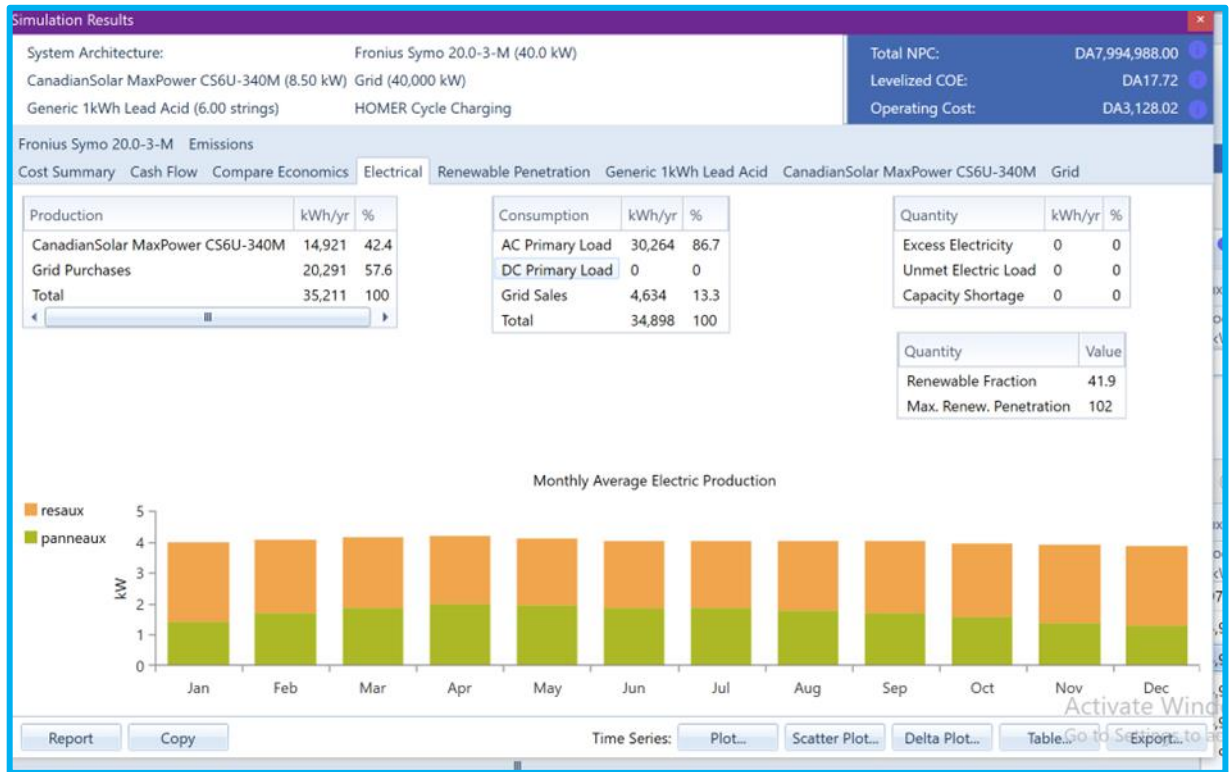 Simulation Results
System Architecture: Fronius Symo 20.0-3-M (40.0 kW)
CanadianSolar MaxPower CS6U-340M (8.50 kW) Grid (40,000 kW)
Generic 1kWh Lead Acid (6.00 strings) HOMER Cycle Charging
Total NPC: DA7,994,988.00
Levelized COE: DA17.72
Operating Cost: DA3,128.02
Fronius Symo 20.0-3-M Emissions
Cost Summary Cash Flow Compare Economics Electrical Renewable Penetration Generic 1kWh Lead Acid CanadianSolar MaxPower CS6U-340M Grid
Production kWh/yr %
CanadianSolar MaxPower CS6U-340M 14,921 42.4
Grid Purchases 20,291 57.6
Total 35,211 100
Consumption kWh/yr %
AC Primary Load 30,264 86.7
DC Primary Load 0 0
Grid Sales 4,634 13.3
Total 34,898 100
Quantity kWh/yr %
Excess Electricity 0 0
Unmet Electric Load 0 0
Capacity Shortage 0 0
Quantity Value
Renewable Fraction 41.9
Max. Renew. Penetration 102
Monthly Average Electric Production
resaux
panneaux
kW
5
4
3
2
1
0
Jan Feb Mar Apr May Jun Jul Aug Sep Oct Nov Dec
Activate Wind
Go to Settings to
Report Copy Time Series: Plot... Scatter Plot... Delta Plot... Table... Export...